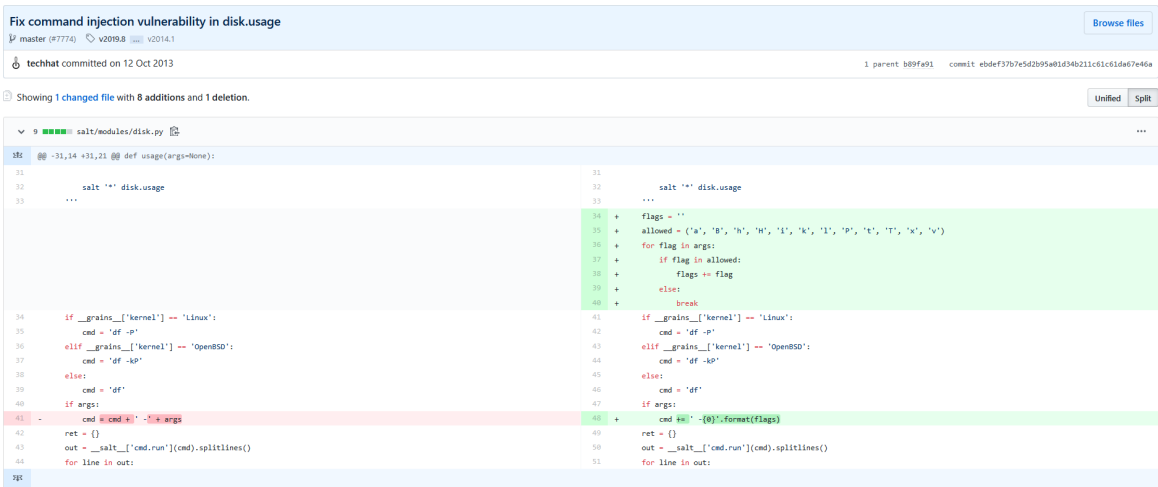 Fix command injection vulnerability in disk.usage
Browse files
master (#7774) v2019.8 ... v2014.1
techhat committed on 12 Oct 2013
1 parent b89fa91 commit ebdef37b7e5d2b95a01d34b211c61c61da67e46a
Showing 1 changed file with 8 additions and 1 deletion.
Unified Split
9 salt/modules/disk.py
...
@@ -31,14 +31,21 @@ def usage(args=None):
31
32 salt '*' disk.usage
33 '''
34 if __grains__['kernel'] == 'Linux':
35 cmd = 'df -P'
36 elif __grains__['kernel'] == 'OpenBSD':
37 cmd = 'df -kP'
38 else:
39 cmd = 'df'
40 if args:
41 - cmd = cmd + ' -' + args
42 ret = {}
43 out = __salt__['cmd.run'](cmd).splitlines()
44 for line in out:
31
32 salt '*' disk.usage
33 '''
34 + flags = ''
35 + allowed = ('a', 'B', 'h', 'H', 'i', 'k', 'l', 'P', 't', 'T', 'x', 'v')
36 + for flag in args:
37 + if flag in allowed:
38 + flags += flag
39 + else:
40 + break
41 if __grains__['kernel'] == 'Linux':
42 cmd = 'df -P'
43 elif __grains__['kernel'] == 'OpenBSD':
44 cmd = 'df -kP'
45 else:
46 cmd = 'df'
47 if args:
48 + cmd += ' -{0}'.format(flags)
49 ret = {}
50 out = __salt__['cmd.run'](cmd).splitlines()
51 for line in out: